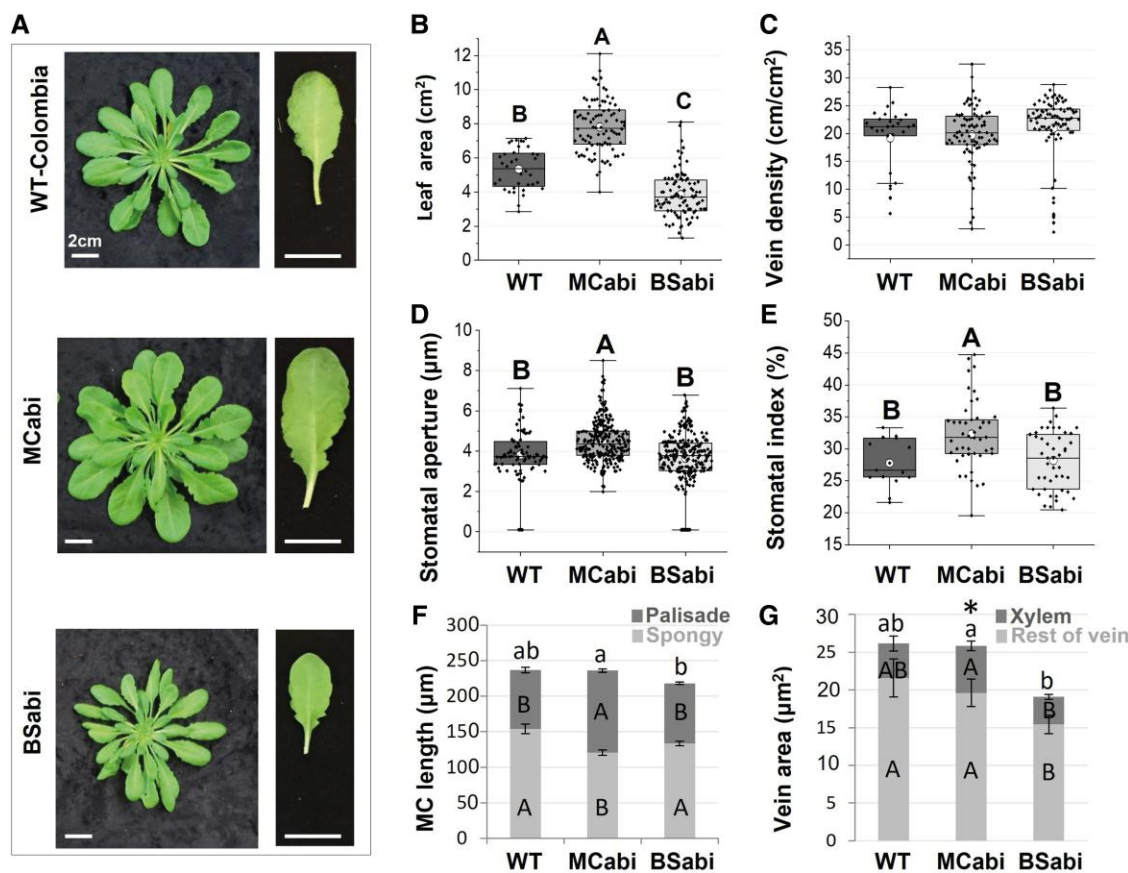 A
WT-Colombia
2cm
MCabi
BSabi
B
Leaf area (cm²)
12
10
8
6
4
2
0
B
A
C
WT MCabi BSabi
C
Vein density (cm/cm²)
35
30
25
20
15
10
5
0
WT MCabi BSabi
D
Stomatal aperture (µm)
10
8
6
4
2
0
B
A
B
WT MCabi BSabi
E
Stomatal index (%)
50
45
40
35
30
25
20
15
B
A
B
WT MCabi BSabi
F
Palisade
Spongy
MC length (µm)
300
250
200
150
100
50
0
ab a b
B A B
A B A
WT MCabi BSabi
G
Xylem
Rest of vein
Vein area (µm²)
30
25
20
15
10
5
0
*
ab a b
AB A B
A A B
WT MCabi BSabi